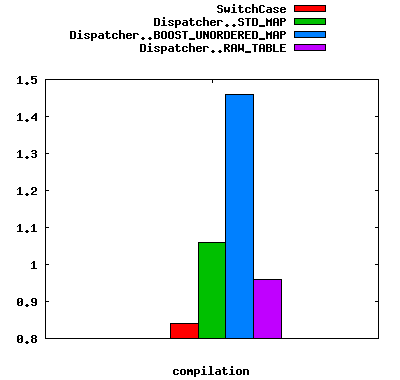 SwitchCase
Dispatcher..STD_MAP
Dispatcher..BOOST_UNORDERED_MAP
Dispatcher..RAW_TABLE
1.5
1.4
1.3
1.2
1.1
1
0.9
0.8
compilation